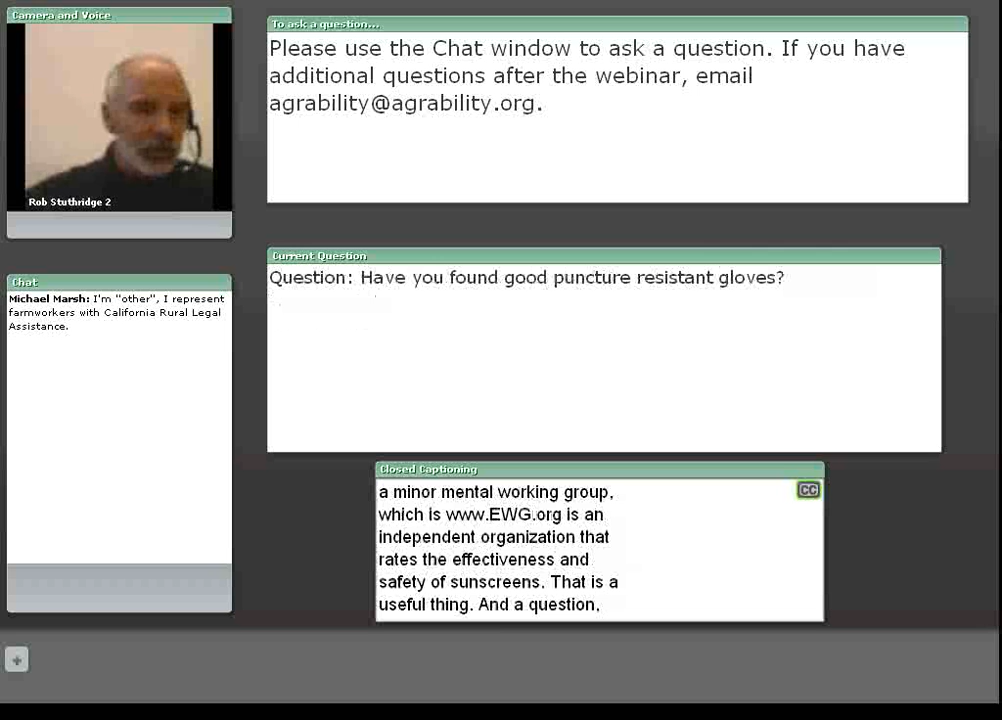 Camera and Voice
Rob Stuthridge 2
To ask a question...
Please use the Chat window to ask a question. If you have
additional questions after the webinar, email
agrability@agrability.org.
Current Question
Question: Have you found good puncture resistant gloves?
Chat
Michael Marsh: I'm "other", I represent
farmworkers with California Rural Legal
Assistance.
Closed Captioning
CC
a minor mental working group,
which is www.EWG.org is an
independent organization that
rates the effectiveness and
safety of sunscreens. That is a
useful thing. And a question,